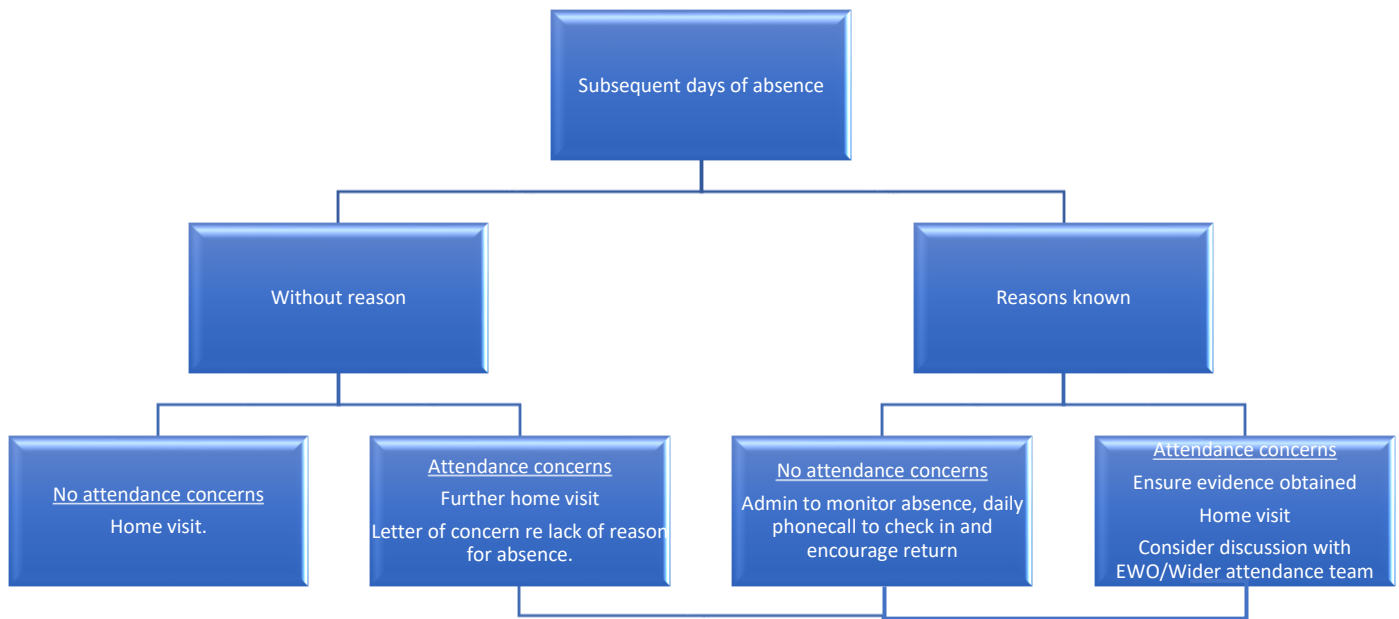 Subsequent days of absence
Without reason
Reasons known
No attendance concerns
Home visit.
Attendance concerns
Further home visit
Letter of concern re lack of reason
for absence.
No attendance concerns
Admin to monitor absence, daily
phonecall to check in and
encourage return
Attendance concerns
Ensure evidence obtained
Home visit
Consider discussion with
EWO/Wider attendance team